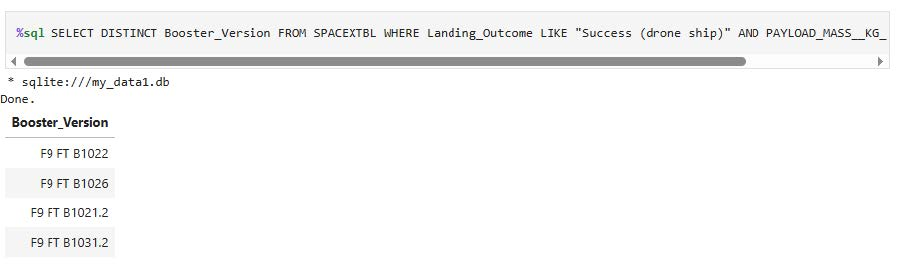 %sql SELECT DISTINCT Booster_Version FROM SPACEXTBL WHERE Landing_Outcome LIKE "Success (drone ship)" AND PAYLOAD_MASS__KG_
* sqlite:///my_data1.db
Done.
Booster_Version
F9 FT B1022
F9 FT B1026
F9 FT B1021.2
F9 FT B1031.2